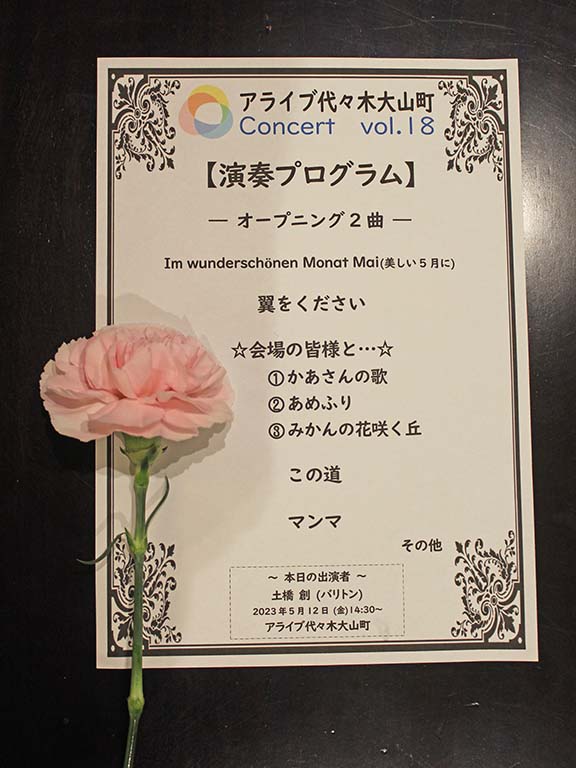 アライブ代々木大山町
Concert vol.18
【演奏プログラム】
― オープニング2曲 ―
Im wunderschönen Monat Mai(美しい5月に)
翼をください
☆会場の皆様と…☆
①かあさんの歌
②あめふり
③みかんの花咲く丘
この道
マンマ
その他
～ 本日の出演者 ～
土橋 創 (バリトン)
2023年5月12日 (金)14:30~
アライブ代々木大山町